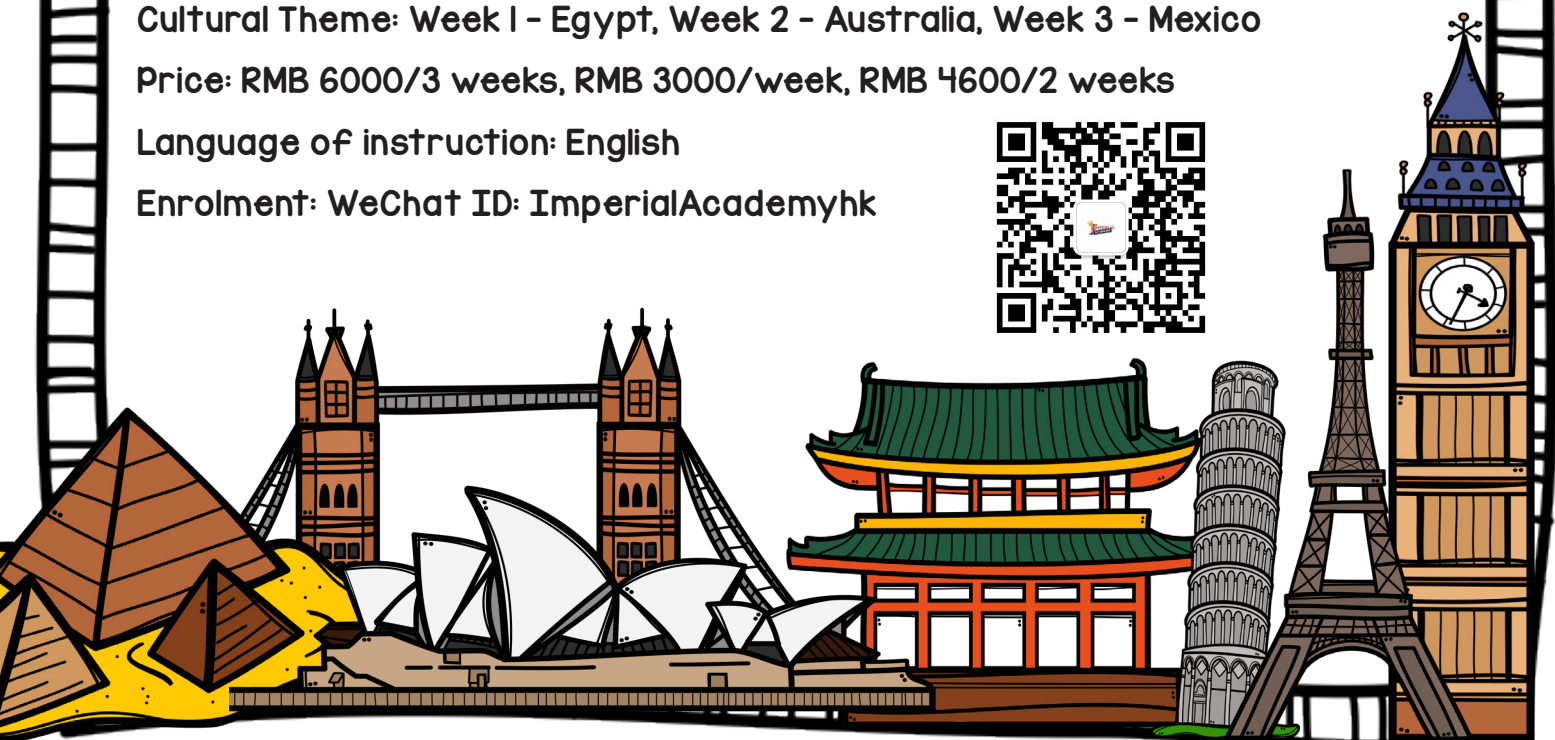 Cultural Theme: Week 1 - Egypt, Week 2 - Australia, Week 3 - Mexico
Price: RMB 6000/3 weeks, RMB 3000/week, RMB 4600/2 weeks
Language of instruction: English
Enrolment: WeChat ID: ImperialAcademyhk